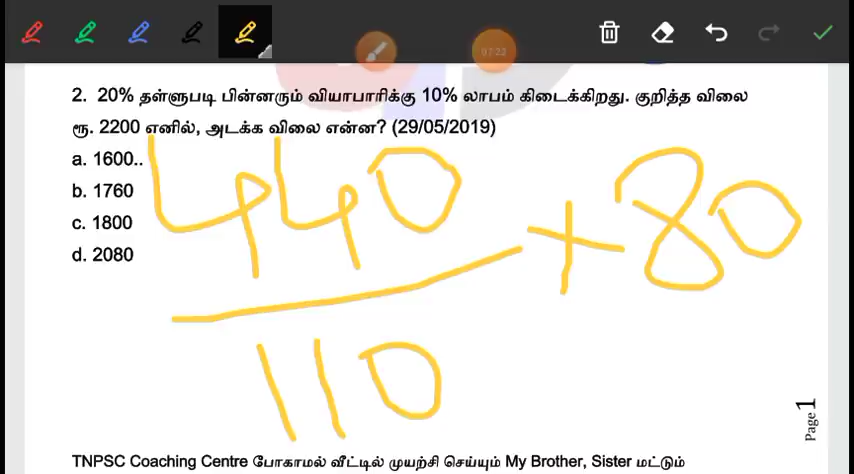 07:22
2. 20% தள்ளுபடி பின்னரும் வியாபாரிக்கு 10% லாபம் கிடைக்கிறது. குறித்த விலை
ரூ. 2200 எனில், அடக்க விலை என்ன? (29/05/2019)
a. 1600..
b. 1760
c. 1800
d. 2080
440
+ 80
110
Page 1
TNPSC Coaching Centre போகாமல் வீட்டில் முயற்சி செய்யும் My Brother, Sister மட்டும்